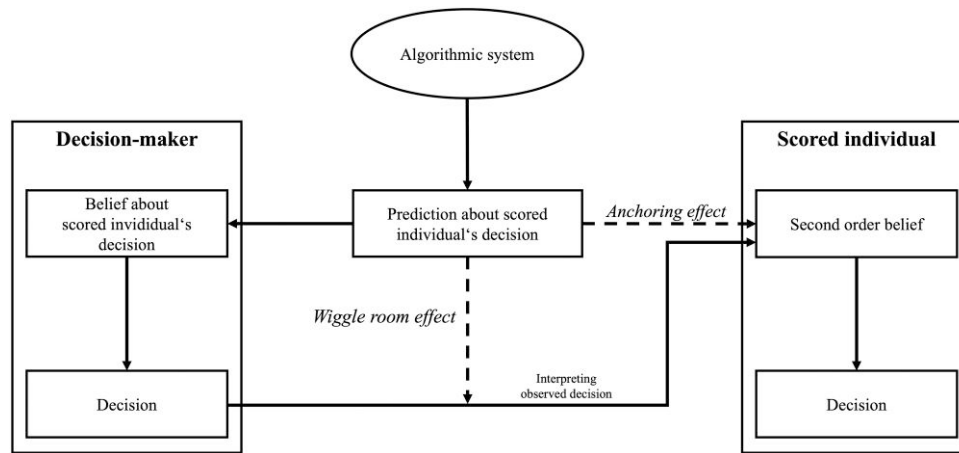 Algorithmic system
Decision-maker
Scored individual
Belief about
scored invididual‘s
decision
Prediction about scored
individual‘s decision
Anchoring effect
Second order belief
Wiggle room effect
Interpreting
observed decision
Decision
Decision